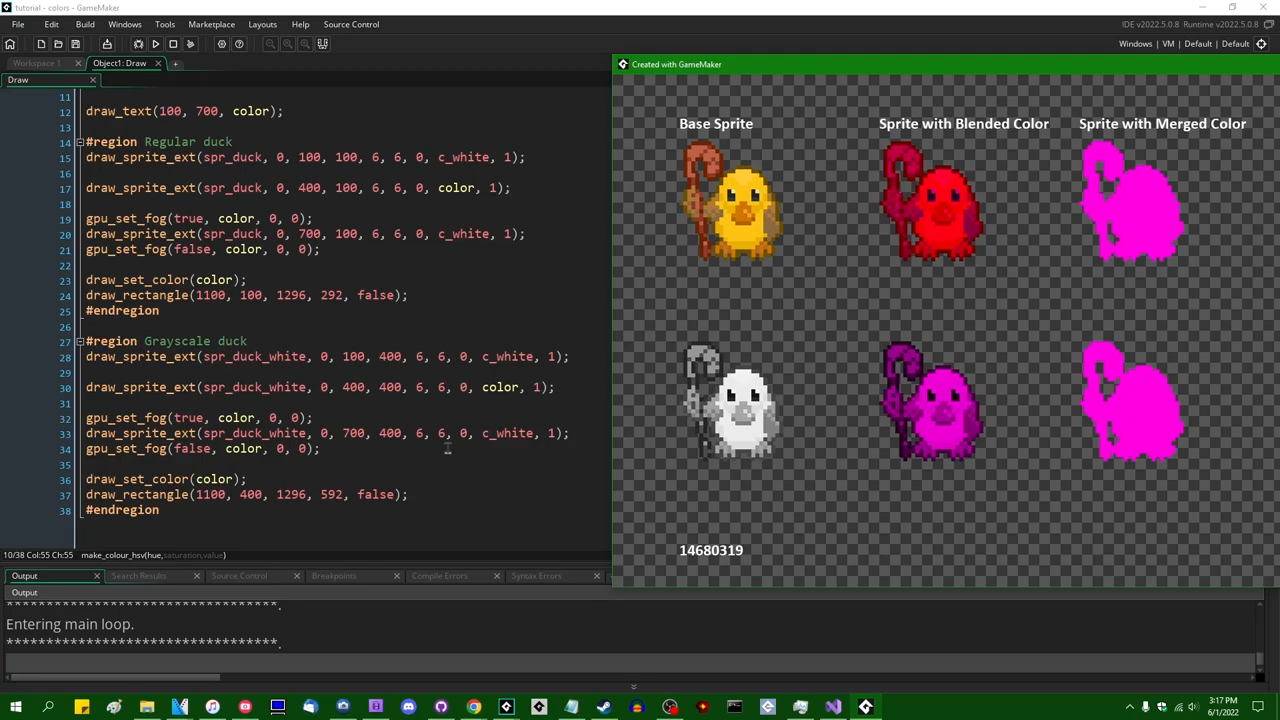 tutorial - colors - GameMaker
File Edit Build Windows Tools Marketplace Layouts Help Source Control
IDE v2022.5.0.8 Runtime v2022.5.0.8
Windows | VM | Default | Default
Workspace 1
Object1: Draw
Draw
11
12 draw_text(100, 700, color);
13
14 #region Regular duck
15 draw_sprite_ext(spr_duck, 0, 100, 100, 6, 6, 0, c_white, 1);
16
17 draw_sprite_ext(spr_duck, 0, 400, 100, 6, 6, 0, color, 1);
18
19 gpu_set_fog(true, color, 0, 0);
20 draw_sprite_ext(spr_duck, 0, 700, 100, 6, 6, 0, c_white, 1);
21 gpu_set_fog(false, color, 0, 0);
22
23 draw_set_color(color);
24 draw_rectangle(1100, 100, 1296, 292, false);
25 #endregion
26
27 #region Grayscale duck
28 draw_sprite_ext(spr_duck_white, 0, 100, 400, 6, 6, 0, c_white, 1);
29
30 draw_sprite_ext(spr_duck_white, 0, 400, 400, 6, 6, 0, color, 1);
31
32 gpu_set_fog(true, color, 0, 0);
33 draw_sprite_ext(spr_duck_white, 0, 700, 400, 6, 6, 0, c_white, 1);
34 gpu_set_fog(false, color, 0, 0);
35
36 draw_set_color(color);
37 draw_rectangle(1100, 400, 1296, 592, false);
38 #endregion
10/38 Col:55 Ch:55 make_colour_hsv(hue,saturation,value)
Created with GameMaker
Base Sprite
Sprite with Blended Color
Sprite with Merged Color
14680319
Output Search Results Source Control Breakpoints Compile Errors Syntax Errors
Output
*******************************.
Entering main loop.
*******************************.
3:17 PM
6/1/2022